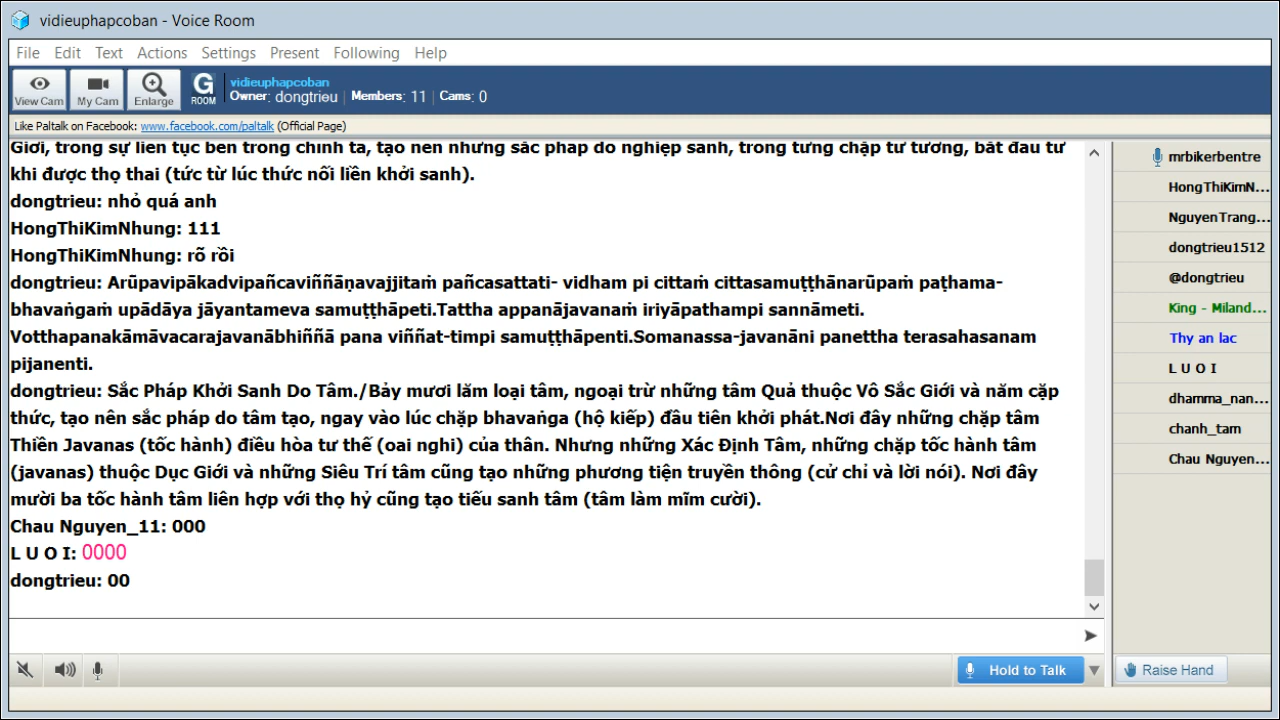 vidieuphapcoban - Voice Room
File Edit Text Actions Settings Present Following Help
View Cam
My Cam
Enlarge
G
ROOM
vidieuphapcoban
Owner: dongtrieu | Members: 11 | Cams: 0
Like Paltalk on Facebook: www.facebook.com/paltalk (Official Page)
Giới, trong sự liên tục bên trong chính ta, tạo nên những sắc pháp do nghiệp sanh, trong từng chặp tư tưởng, bắt đầu từ
khi được thọ thai (tức từ lúc thức nối liền khởi sanh).
dongtrieu: nhỏ quá anh
HongThiKimNhung: 111
HongThiKimNhung: rõ rồi
dongtrieu: Arūpavipākadvipañcaviññāṇavajjitaṁ pañcasattati- vidham pi cittaṁ cittasamuṭṭhānarūpaṁ paṭhama-
bhavaṅgaṁ upādāya jāyantameva samuṭṭhāpeti.Tattha appanājavanaṁ iriyāpathampi sannāmeti.
Votthapanakāmāvacarajavanābhiññā pana viññat-timpi samuṭṭhāpenti.Somanassa-javanāni panettha terasahasanam
pijanenti.
dongtrieu: Sắc Pháp Khởi Sanh Do Tâm./Bảy mươi lăm loại tâm, ngoại trừ những tâm Quả thuộc Vô Sắc Giới và năm cặp
thức, tạo nên sắc pháp do tâm tạo, ngay vào lúc chặp bhavaṅga (hộ kiếp) đầu tiên khởi phát.Nơi đây những chặp tâm
Thiền Javanas (tốc hành) điều hòa tư thế (oai nghi) của thân. Nhưng những Xác Định Tâm, những chặp tốc hành tâm
(javanas) thuộc Dục Giới và những Siêu Trí tâm cũng tạo những phương tiện truyền thông (cử chỉ và lời nói). Nơi đây
mười ba tốc hành tâm liên hợp với thọ hỷ cũng tạo tiếu sanh tâm (tâm làm mĩm cười).
Chau Nguyen_11: 000
L U O I: 0000
dongtrieu: 00
mrbikerbentre
HongThiKimN...
NguyenTrang...
dongtrieu1512
@dongtrieu
King - Miland...
Thy an lac
L U O I
dhamma_nan...
chanh_tam
Chau Nguyen...
Hold to Talk
Raise Hand